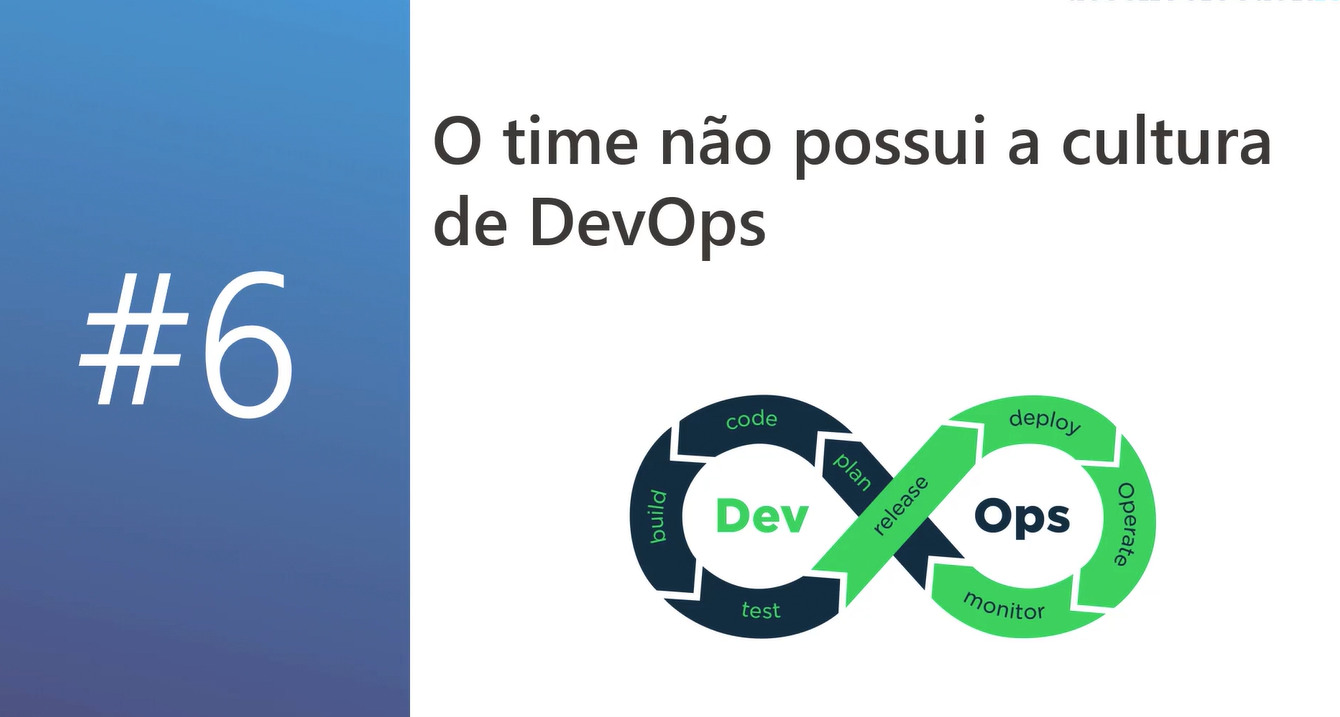 #6
O time não possui a cultura
de DevOps
Dev
Ops
plan
code
build
test
release
deploy
Operate
monitor